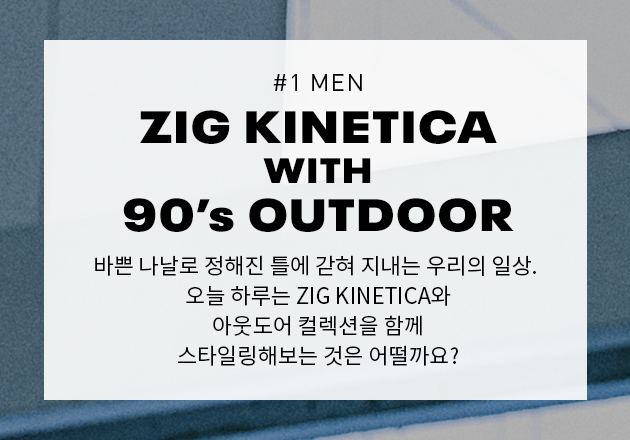 #1 MEN
ZIG KINETICA
WITH
90's OUTDOOR
바쁜 나날로 정해진 틀에 갇혀 지내는 우리의 일상.
오늘 하루는 ZIG KINETICA와
아웃도어 컬렉션을 함께
스타일링해보는 것은 어떨까요?